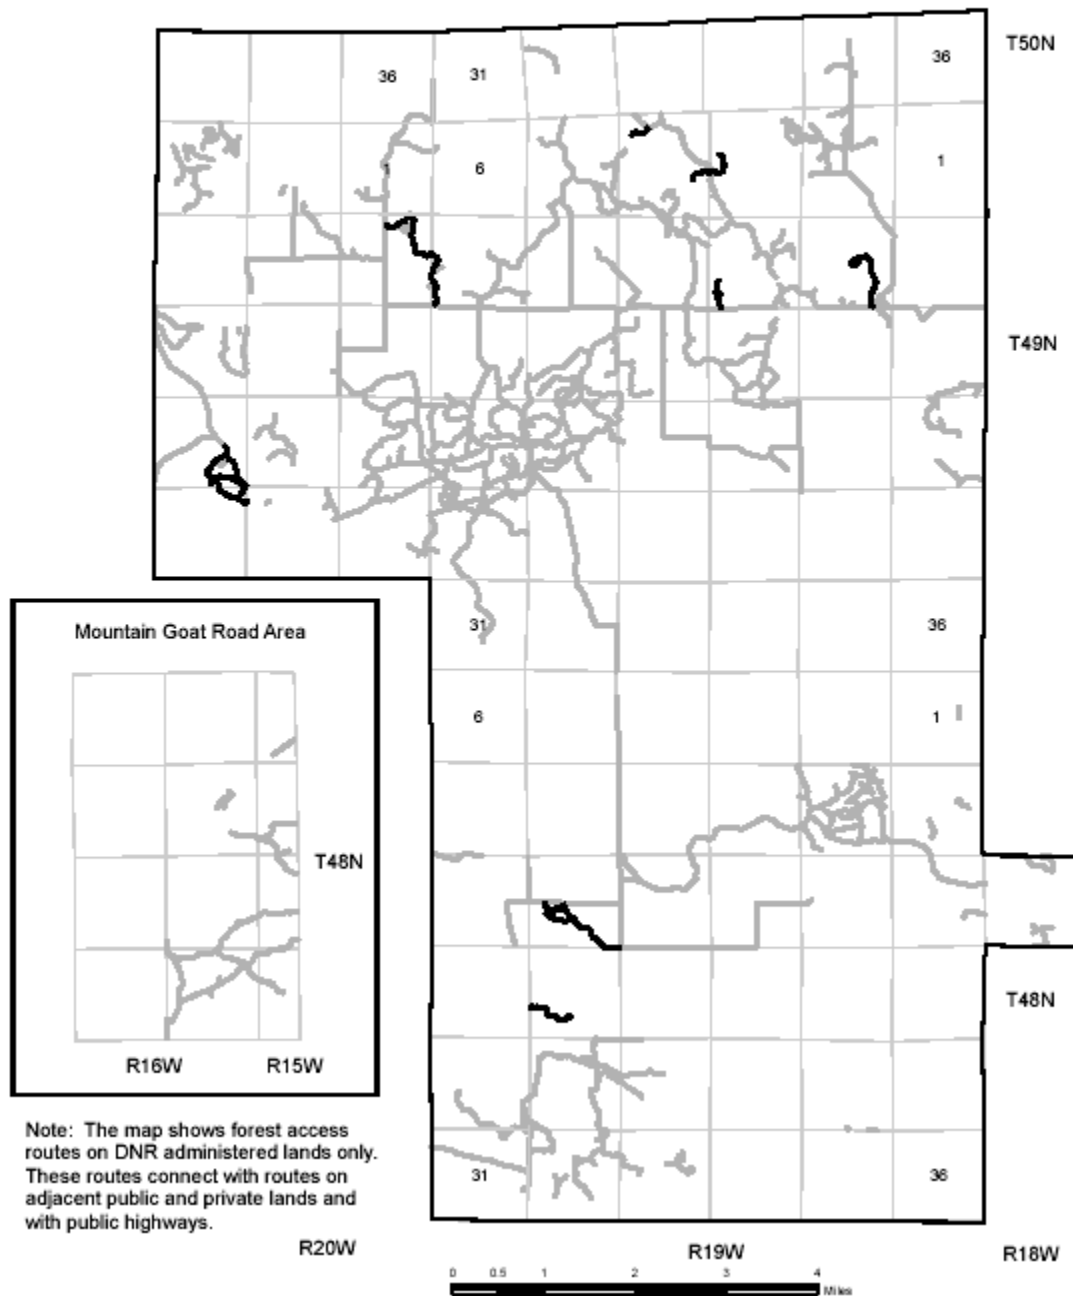 T50N
36
31
36
1
6
1
T49N
31
36
Mountain Goat Road Area
6
1
T48N
T48N
R16W
R15W
Note: The map shows forest access
routes on DNR administered lands only.
These routes connect with routes on
adjacent public and private lands and
with public highways.
31
36
R20W
R19W
R18W
0 0.5 1 2 3 4
Miles